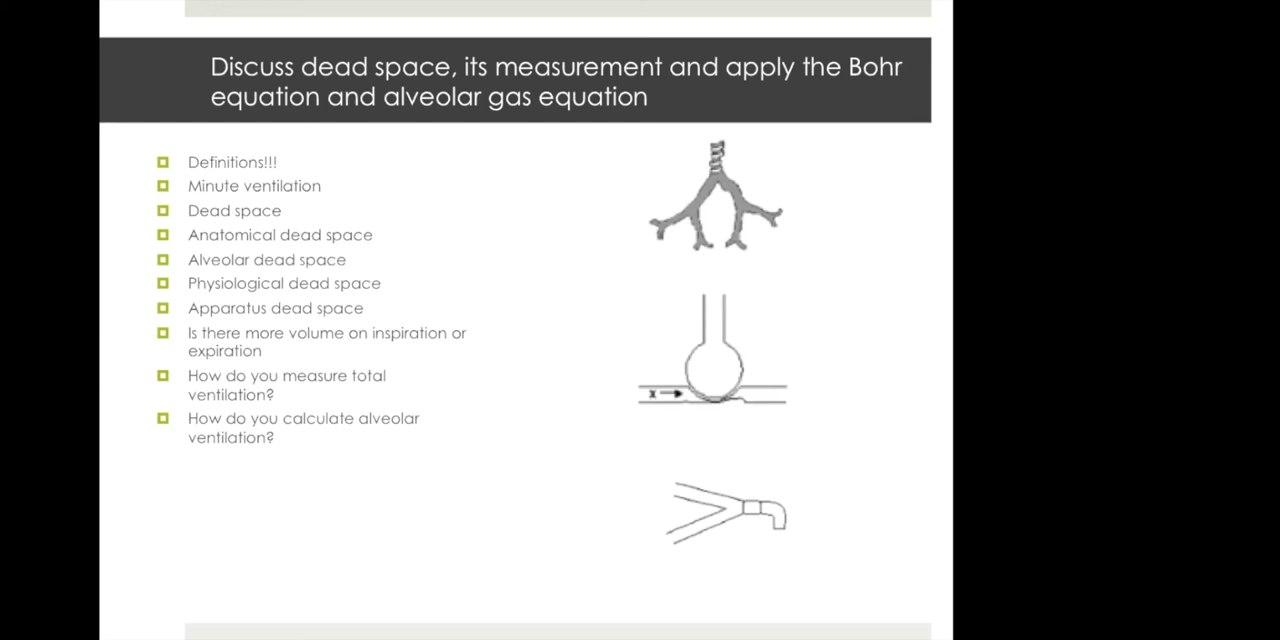 Discuss dead space, its measurement and apply the Bohr
equation and alveolar gas equation
Definitions!!!
Minute ventilation
Dead space
Anatomical dead space
Alveolar dead space
Physiological dead space
Apparatus dead space
Is there more volume on inspiration or
expiration
How do you measure total
ventilation?
How do you calculate alveolar
ventilation?
x